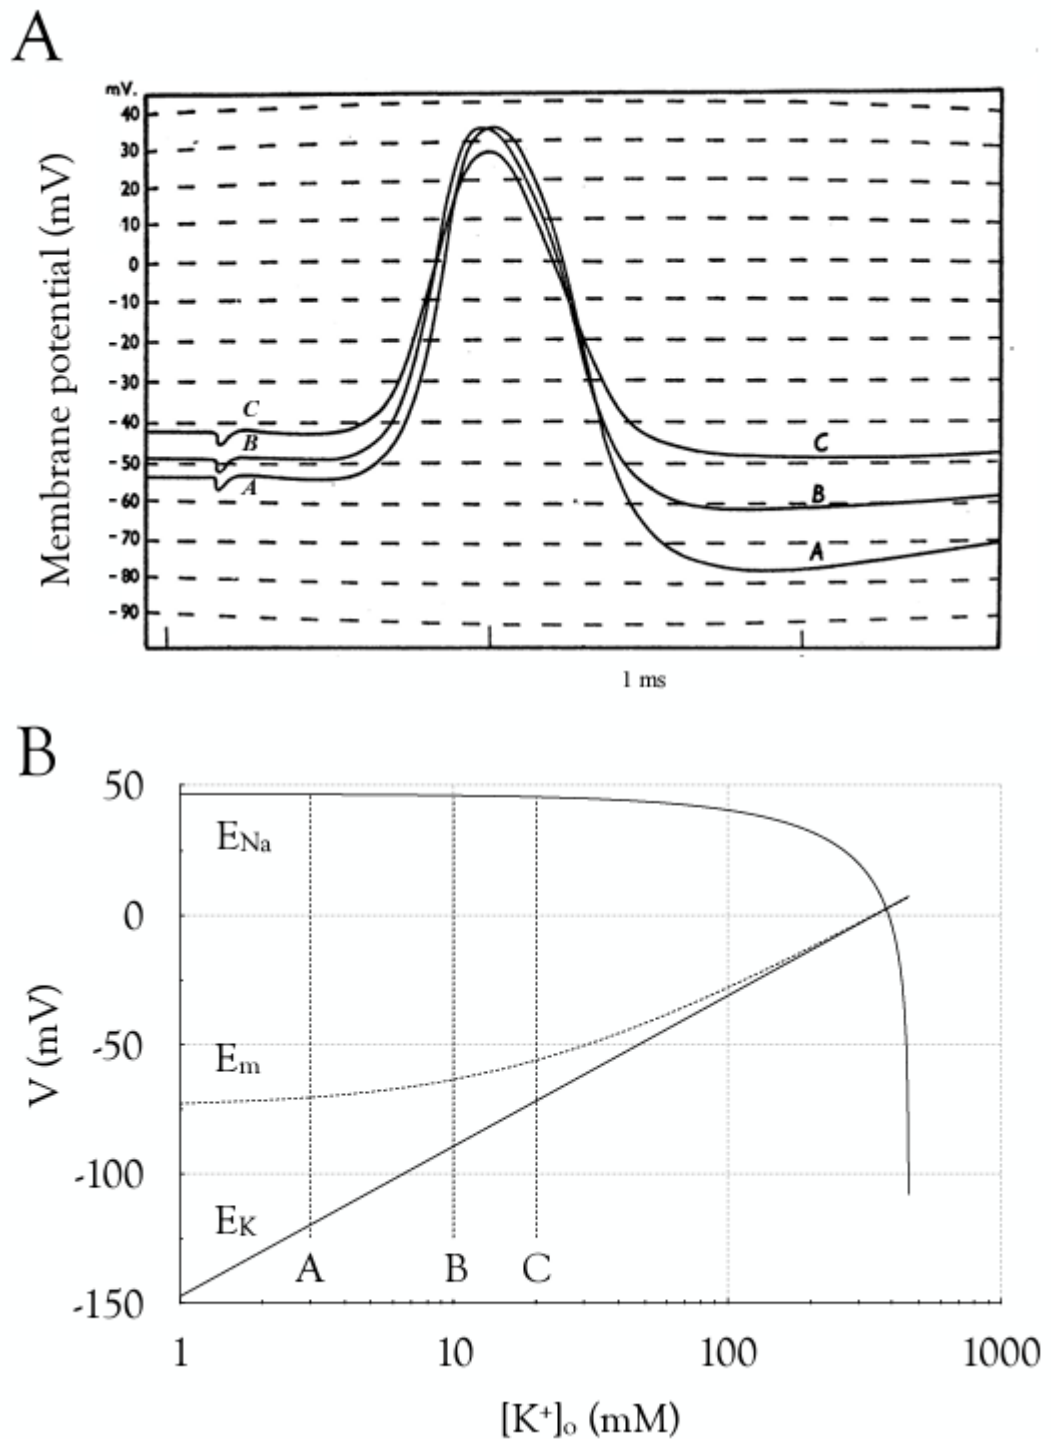 A
mV.
40
30
20
10
0
-10
-20
-30
-40
-50
-60
-70
-80
-90
Membrane potential (mV)
C
B
A
C
B
A
1 ms
B
50
0
-50
-100
-150
V (mV)
ENa
Em
EK
A B C
1 10 100 1000
[K⁺]ₒ (mM)